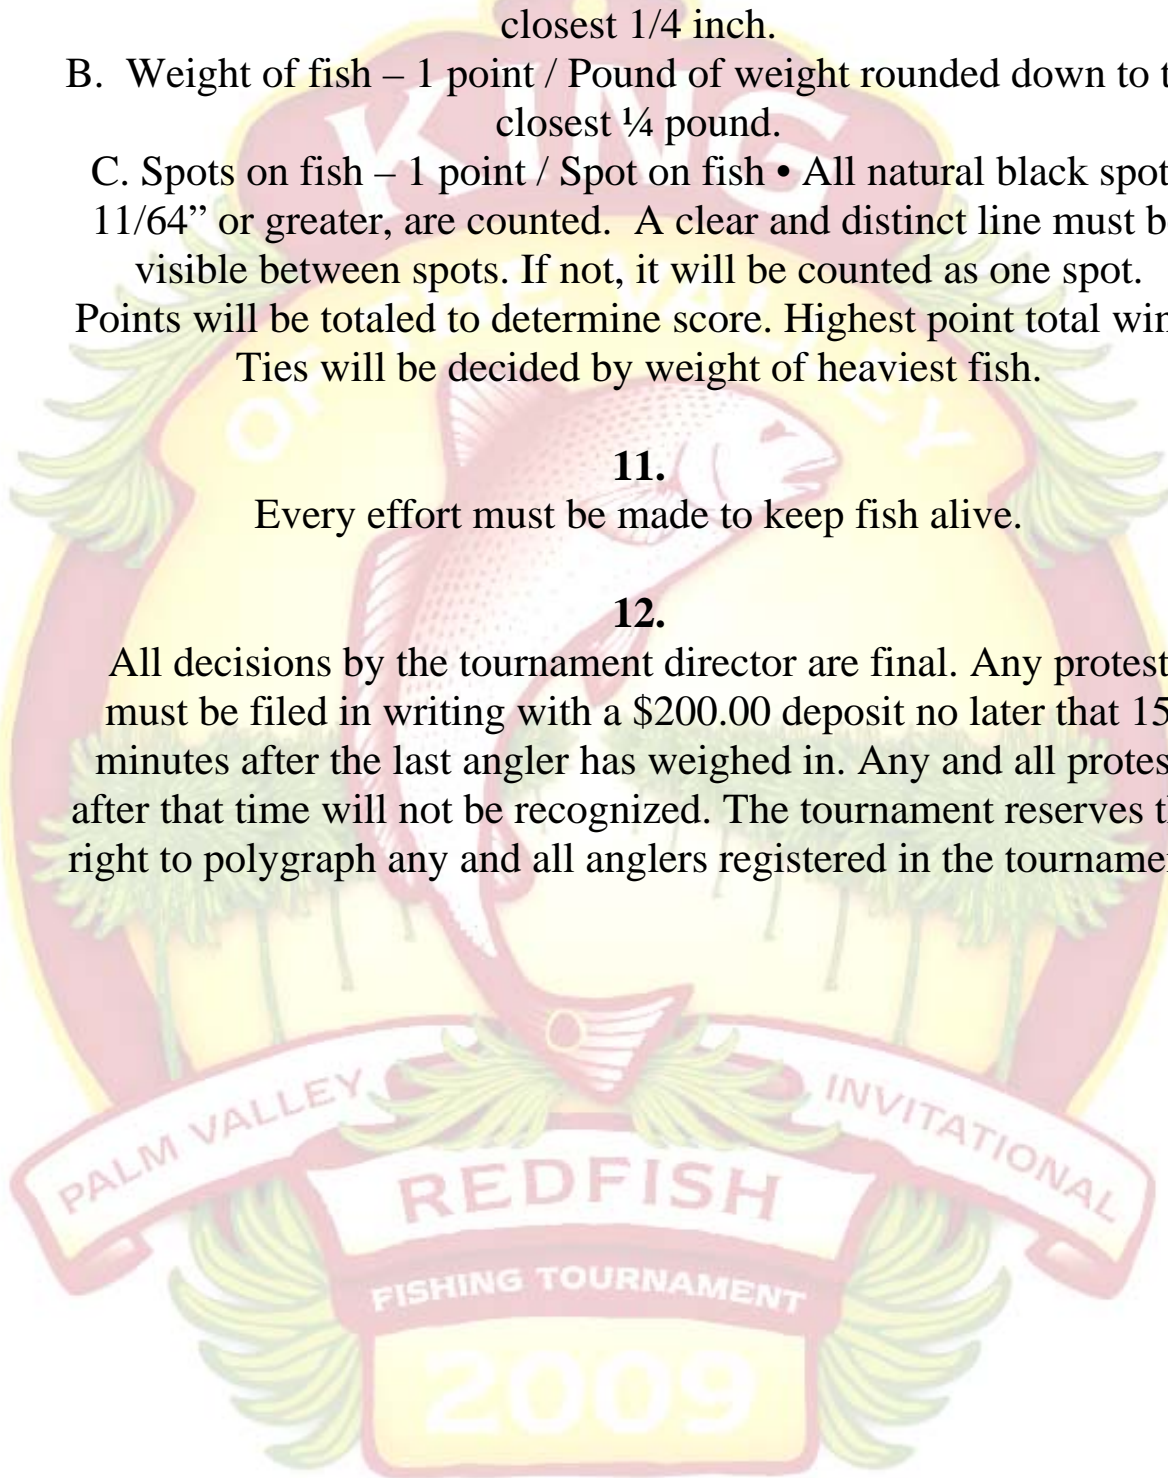 closest 1/4 inch.
B. Weight of fish – 1 point / Pound of weight rounded down to t
closest ¼ pound.
C. Spots on fish – 1 point / Spot on fish • All natural black spot
11/64” or greater, are counted. A clear and distinct line must b
visible between spots. If not, it will be counted as one spot.
Points will be totaled to determine score. Highest point total win
Ties will be decided by weight of heaviest fish.
11.
Every effort must be made to keep fish alive.
12.
All decisions by the tournament director are final. Any protest
must be filed in writing with a $200.00 deposit no later that 15
minutes after the last angler has weighed in. Any and all protes
after that time will not be recognized. The tournament reserves t
right to polygraph any and all anglers registered in the tourname
KING
OF THE VALLEY
PALM VALLEY INVITATIONAL
REDFISH
FISHING TOURNAMENT
2009